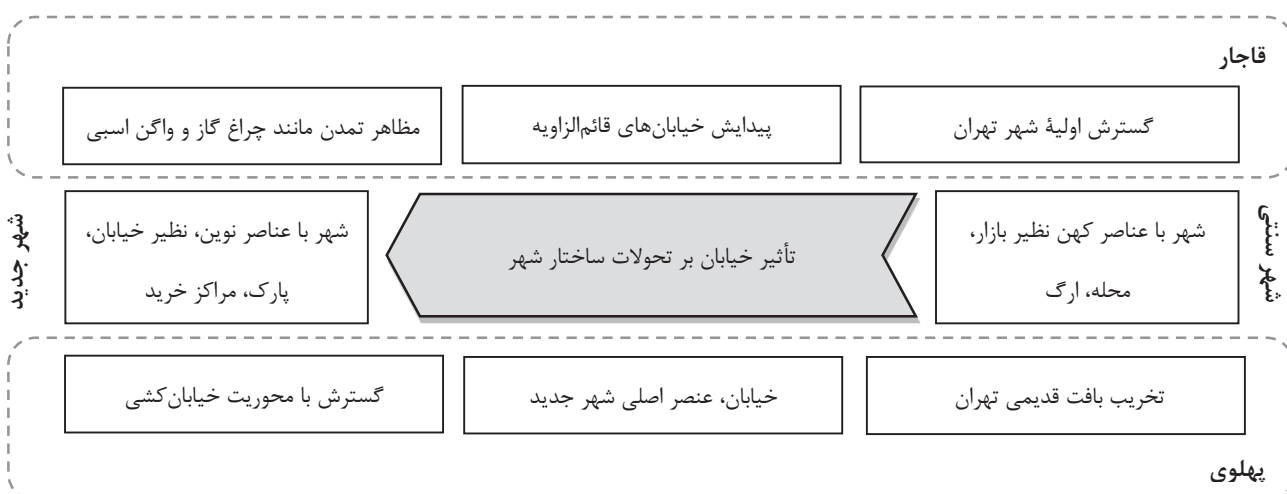 قاجار
گسترش اولیهٔ شهر تهران
پیدایش خیابان‌های قائم‌الزاویه
مظاهر تمدن مانند چراغ گاز و واگن اسبی
شهر سنتی
شهر با عناصر کهن نظیر بازار،
محله، ارگ
تأثیر خیابان بر تحولات ساختار شهر
شهر با عناصر نوین، نظیر خیابان،
پارک، مراکز خرید
شهر جدید
تخریب بافت قدیمی تهران
خیابان، عنصر اصلی شهر جدید
گسترش با محوریت خیابان‌کشی
پهلوی